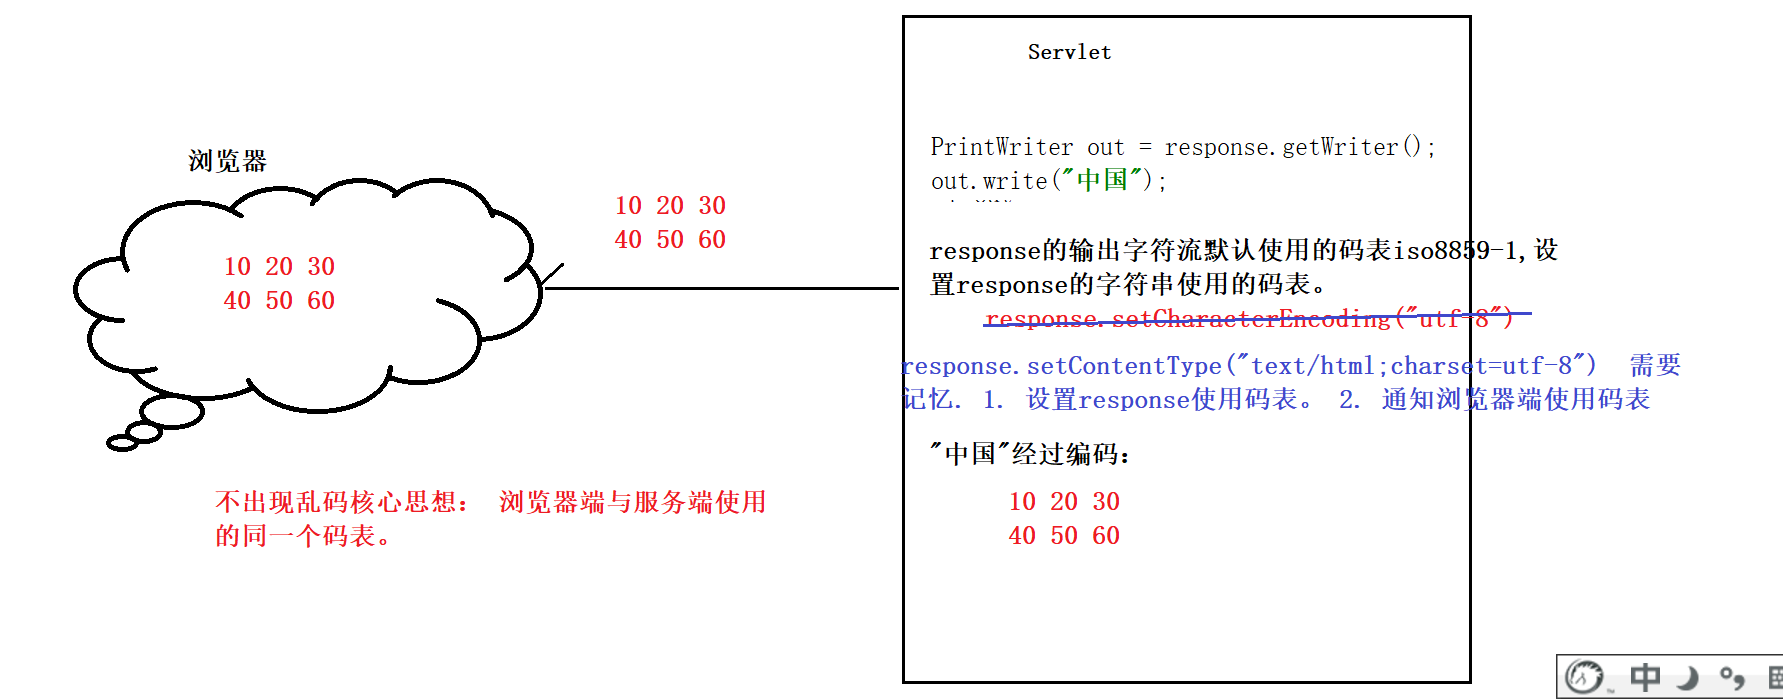 Servlet
PrintWriter out = response.getWriter();
浏览器
out.write("中国");
10 20 30
40 50 60
response的输出字符流默认使用的码表iso8859-1,设
置response的字符串使用的码表。
10 20 30
40 50 60
response.setCharacterEncoding("utf-8")
response.setContentType("text/html;charset=utf-8") 需要
记忆. 1. 设置response使用码表。 2. 通知浏览器端使用码表
"中国"经过编码：
10 20 30
40 50 60
不出现乱码核心思想： 浏览器端与服务端使用
的同一个码表。
中